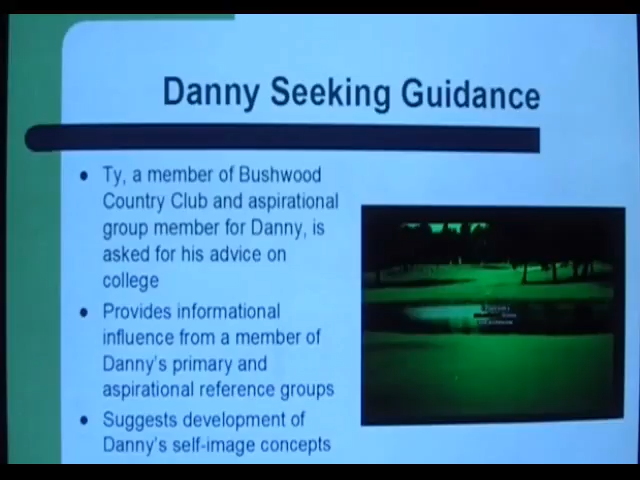 Danny Seeking Guidance
● Ty, a member of Bushwood
Country Club and aspirational
group member for Danny, is
asked for his advice on
college
● Provides informational
influence from a member of
Danny's primary and
aspirational reference groups
● Suggests development of
Danny's self-image concepts